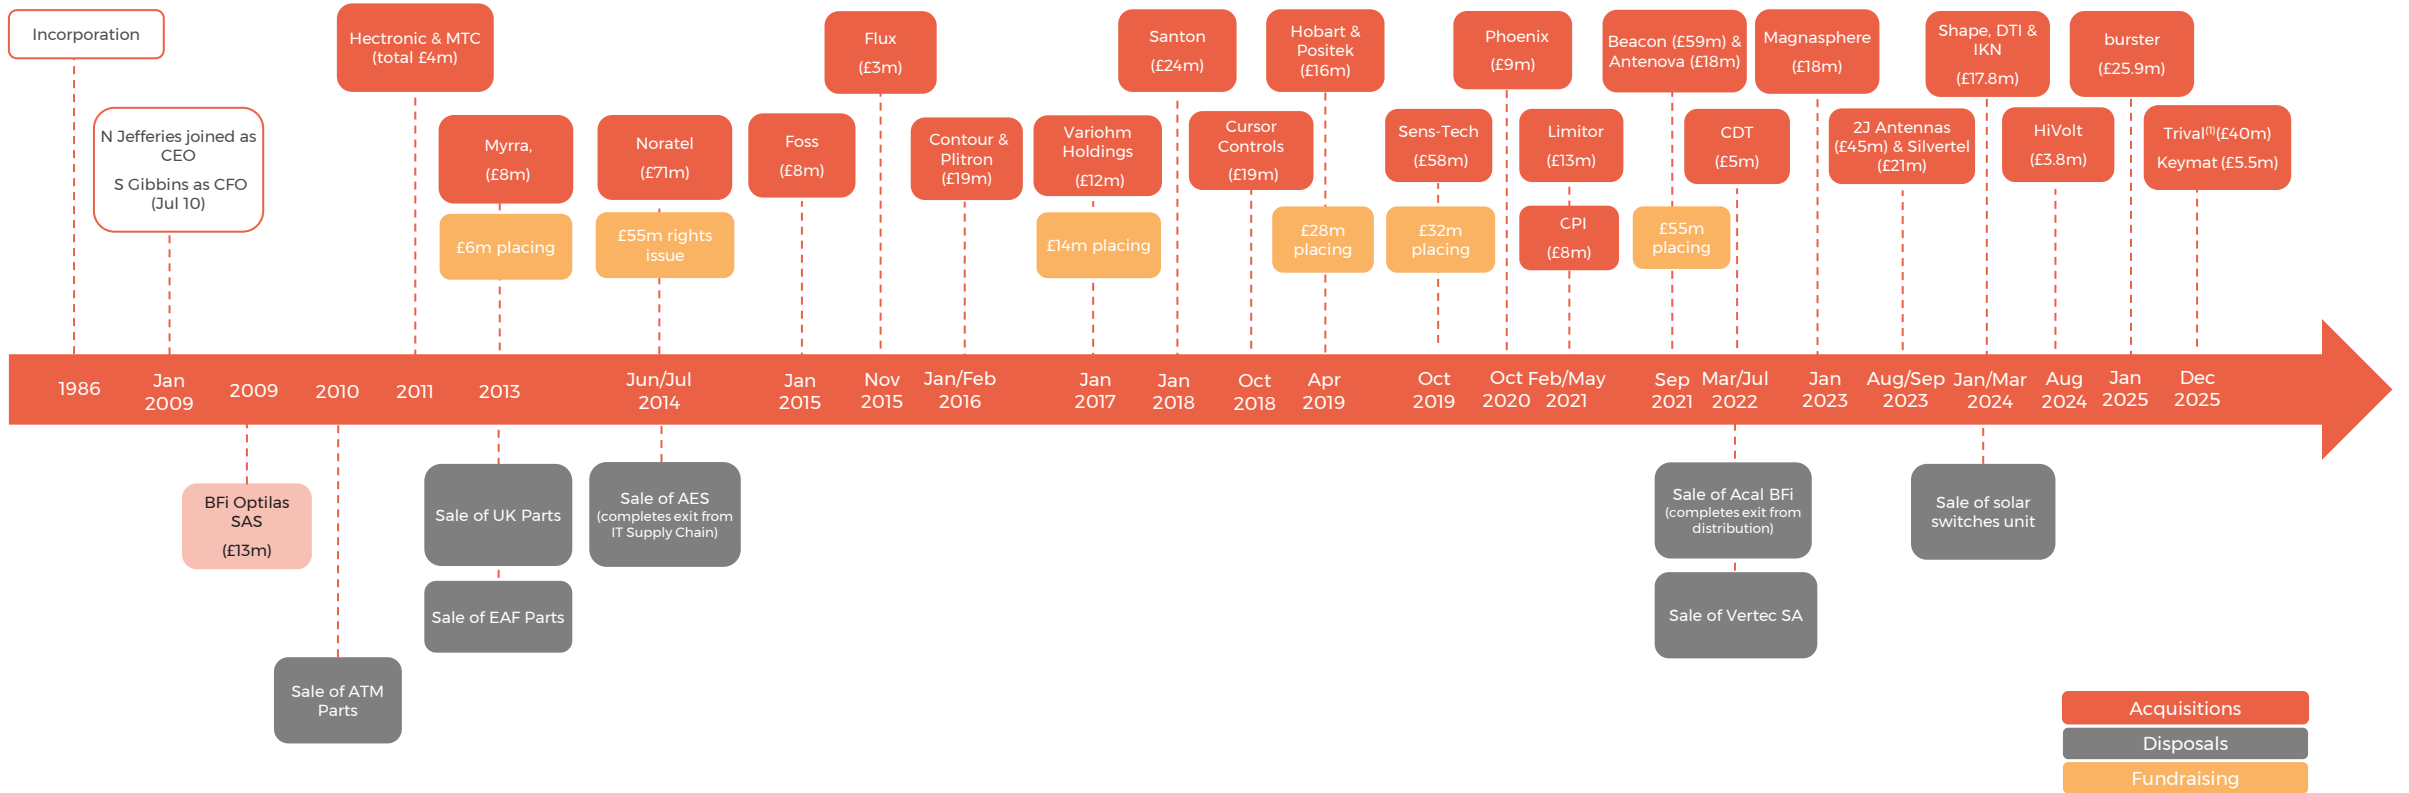 Incorporation
N Jefferies joined as
CEO
S Gibbins as CFO
(Jul 10)
Hectronic & MTC
(total £4m)
Myrra,
(£8m)
£6m placing
Noratel
(£71m)
£55m rights
issue
Foss
(£8m)
Flux
(£3m)
Contour &
Plitron
(£19m)
Variohm
Holdings
(£12m)
£14m placing
Santon
(£24m)
Cursor
Controls
(£19m)
Hobart &
Positek
(£16m)
£28m
placing
Sens-Tech
(£58m)
£32m
placing
Phoenix
(£9m)
Limitor
(£13m)
CPI
(£8m)
Beacon (£59m) &
Antenova (£18m)
£55m
placing
CDT
(£5m)
Magnasphere
(£18m)
2J Antennas
(£45m) & Silvertel
(£21m)
Shape, DTI &
IKN
(£17.8m)
HiVolt
(£3.8m)
burster
(£25.9m)
Trival(1)(£40m)
Keymat (£5.5m)
1986
Jan
2009
2009
2010
2011
2013
Jun/Jul
2014
Jan
2015
Nov
2015
Jan/Feb
2016
Jan
2017
Jan
2018
Oct
2018
Apr
2019
Oct
2019
Oct
2020
Feb/May
2021
Sep
2021
Mar/Jul
2022
Jan
2023
Aug/Sep
2023
Jan/Mar
2024
Aug
2024
Jan
2025
Dec
2025
BFi Optilas
SAS
(£13m)
Sale of ATM
Parts
Sale of UK Parts
Sale of EAF Parts
Sale of AES
(completes exit from
IT Supply Chain)
Sale of Acal BFi
(completes exit from
distribution)
Sale of Vertec SA
Sale of solar
switches unit
Acquisitions
Disposals
Fundraising